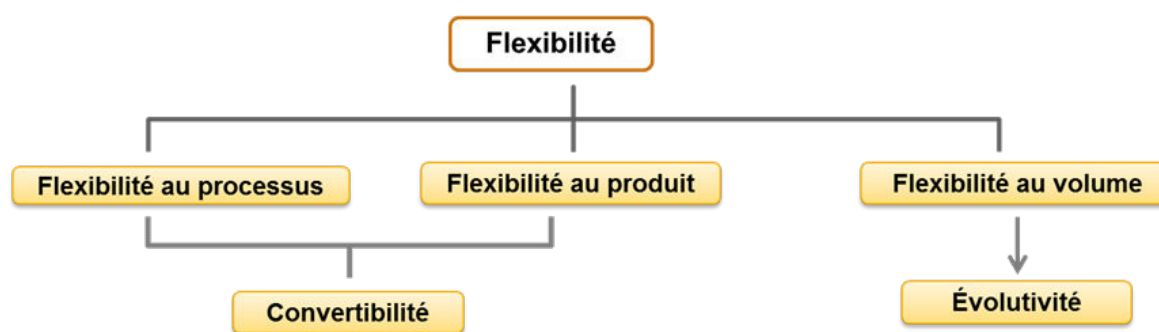 Flexibilité
Flexibilité au processus
Flexibilité au produit
Flexibilité au volume
Convertibilité
Évolutivité